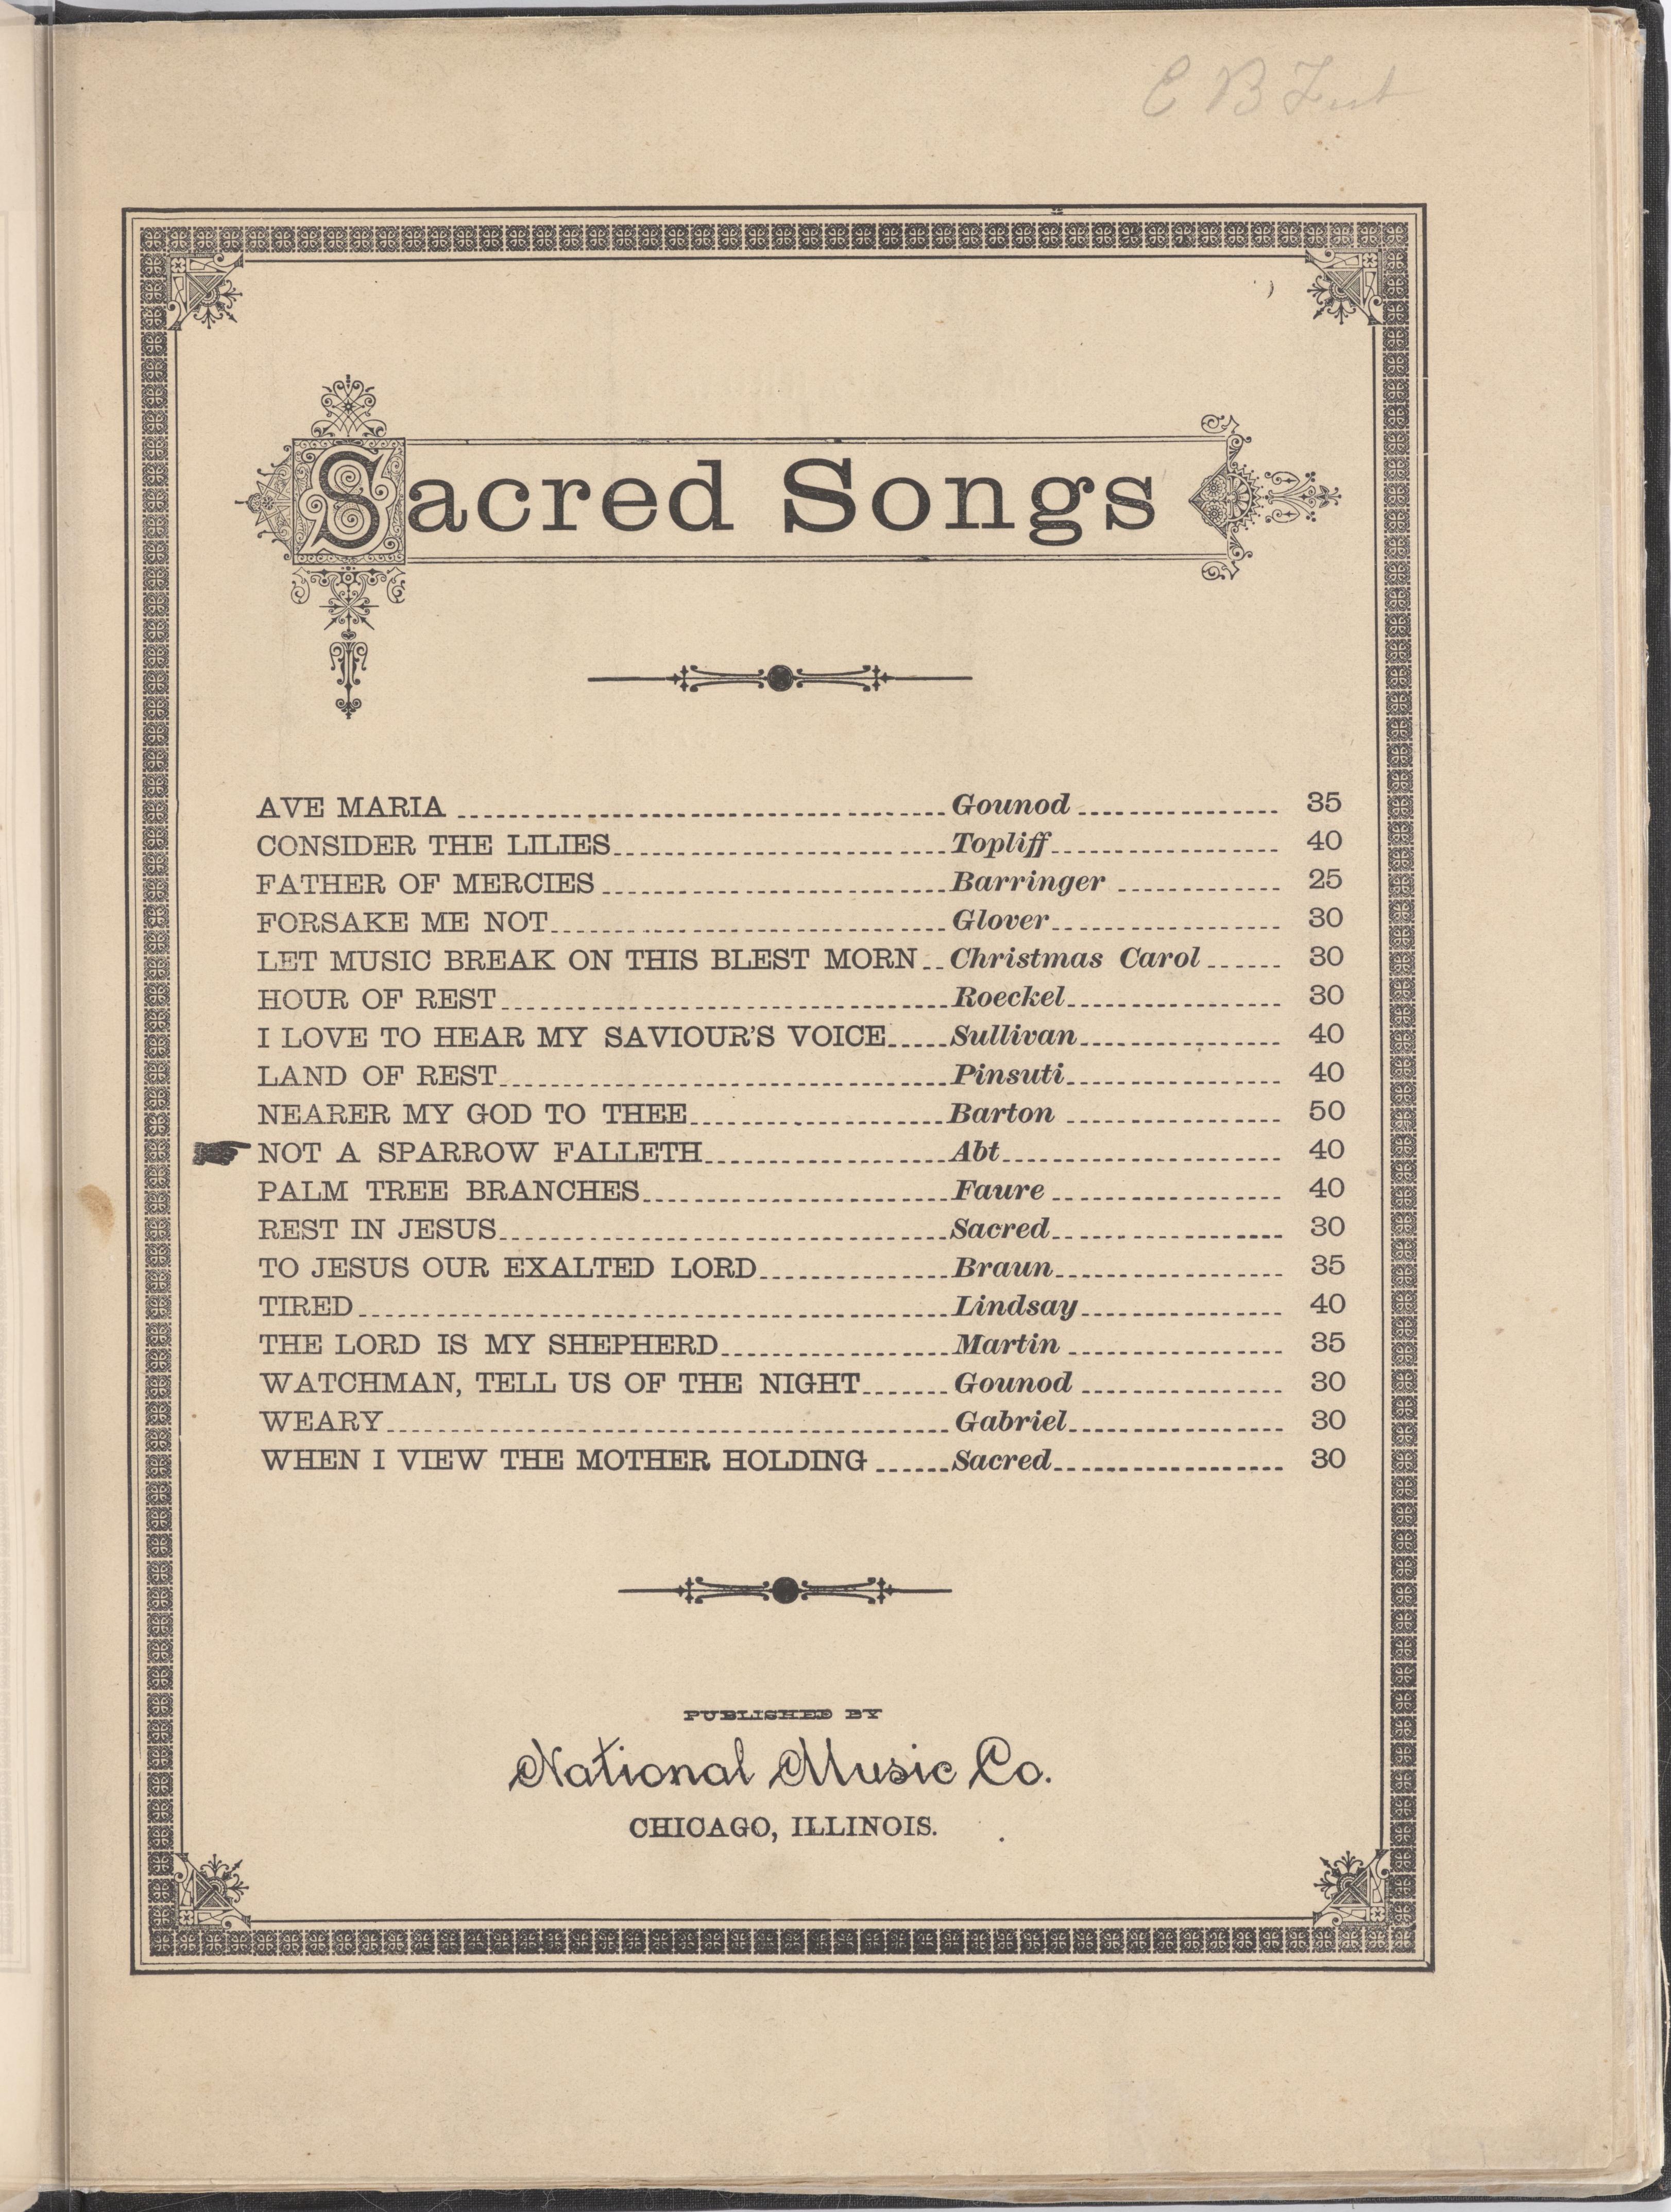 E B
Sacred Songs
AVE MARIA Gounod 35
CONSIDER THE LILIES Topliff 40
FATHER OF MERCIES Barringer 25
FORSAKE ME NOT Glover 30
LET MUSIC BREAK ON THIS BLEST MORN Christmas Carol 30
HOUR OF REST Roeckel 30
I LOVE TO HEAR MY SAVIOUR'S VOICE Sullivan 40
LAND OF REST Pinsuti 40
NEARER MY GOD TO THEE Barton 50
NOT A SPARROW FALLETH Abt 40
PALM TREE BRANCHES Faure 40
REST IN JESUS Sacred 30
TO JESUS OUR EXALTED LORD Braun 35
TIRED Lindsay 40
THE LORD IS MY SHEPHERD Martin 35
WATCHMAN, TELL US OF THE NIGHT Gounod 30
WEARY Gabriel 30
WHEN I VIEW THE MOTHER HOLDING Sacred 30
PUBLISHED BY
National Music Co.
CHICAGO, ILLINOIS.